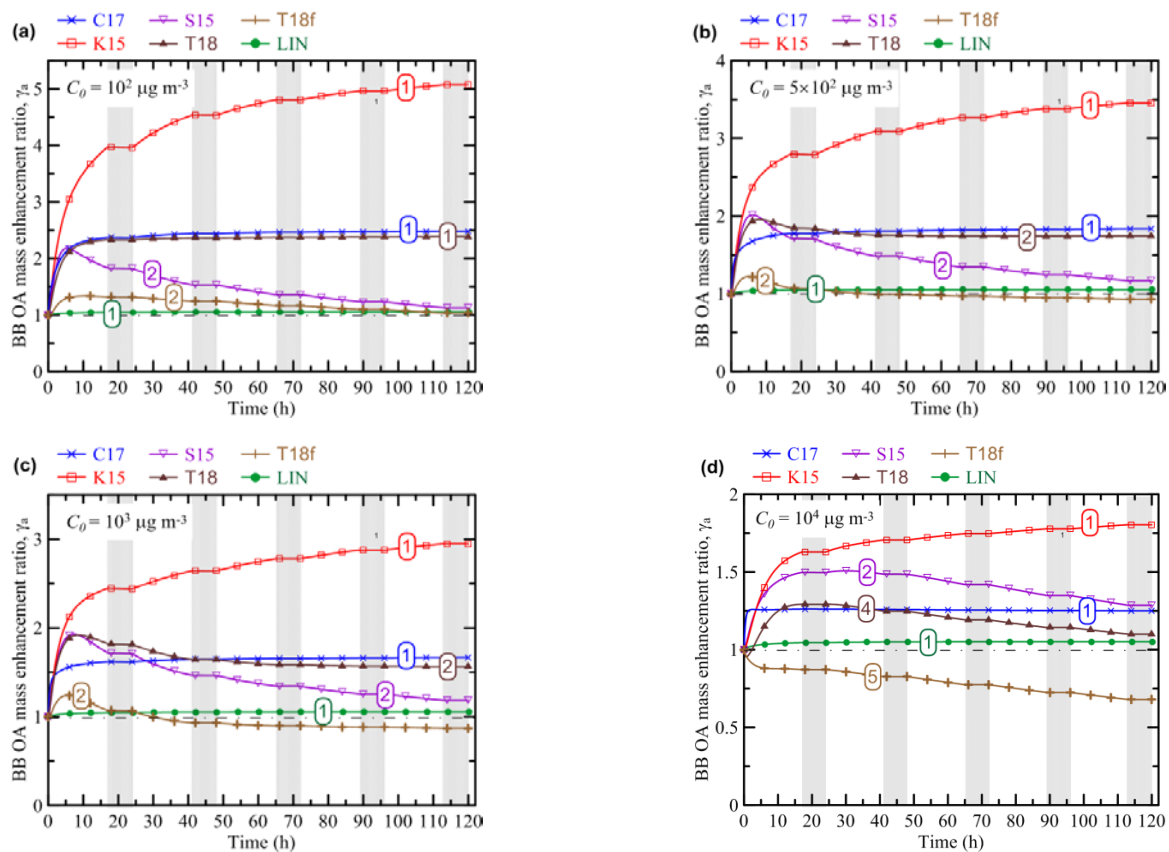 C17 S15 T18f
(a)
K15 T18 LIN
C₀ = 10² μg m⁻³
BB OA mass enhancement ratio, γₐ
5
4
3
2
1
0
1
1
1
1
2
2
1
0 10 20 30 40 50 60 70 80 90 100 110 120
Time (h)
C17 S15 T18f
(b)
K15 T18 LIN
C₀ = 5×10² μg m⁻³
BB OA mass enhancement ratio, γₐ
4
3
2
1
0
1
1
1
2
2
2
1
0 10 20 30 40 50 60 70 80 90 100 110 120
Time (h)
C17 S15 T18f
(c)
K15 T18 LIN
C₀ = 10³ μg m⁻³
BB OA mass enhancement ratio, γₐ
3
2
1
0
1
1
1
2
2
2
1
0 10 20 30 40 50 60 70 80 90 100 110 120
Time (h)
C17 S15 T18f
(d)
K15 T18 LIN
C₀ = 10⁴ μg m⁻³
BB OA mass enhancement ratio, γₐ
2
1.5
1
0.5
0
1
1
2
4
1
1
5
0 10 20 30 40 50 60 70 80 90 100 110 120
Time (h)